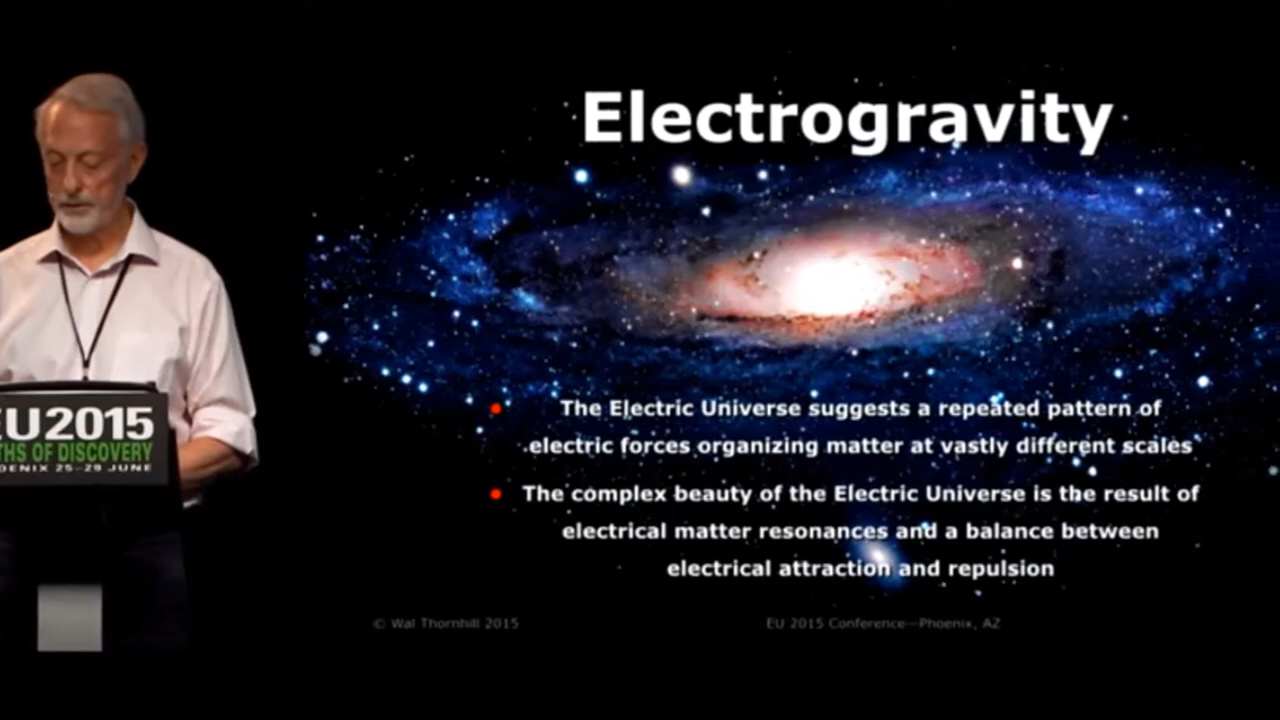 Electrogravity
The Electric Universe suggests a repeated pattern of
electric forces organizing matter at vastly different scales
The complex beauty of the Electric Universe is the result of
electrical matter resonances and a balance between
electrical attraction and repulsion
© Wal Thornhill 2015
EU 2015 Conference—Phoenix, AZ
EU2015
THS OF DISCOVERY
OENIX 25–29 JUNE